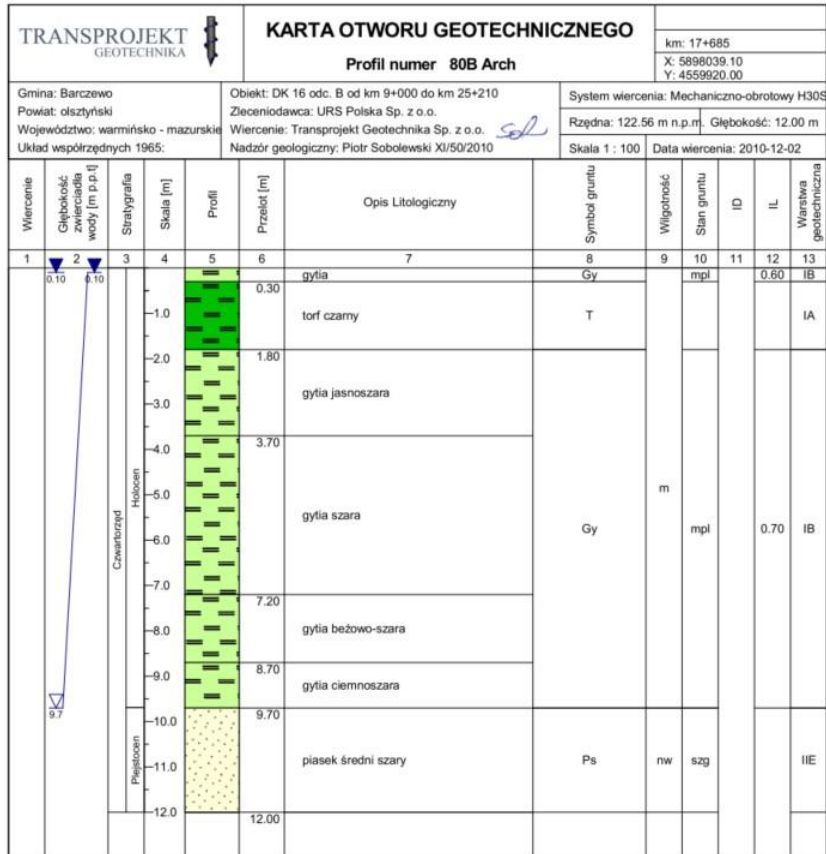 TRANSPROJEKT
GEOTECHNIKA
KARTA OTWORU GEOTECHNICZNEGO
Profil numer 80B Arch
km: 17+685
X: 5898039.10
Y: 4559920.00
Gmina: Barczewo
Powiat: olsztyński
Województwo: warmińsko - mazurskie
Układ współrzędnych 1965:
Obiekt: DK 16 odc. B od km 9+000 do km 25+210
Zleceniodawca: URS Polska Sp. z o.o.
Wiercenie: Transprojekt Geotechnika Sp. z o.o.
Nadzór geologiczny: Piotr Sobolewski XI/50/2010
System wiercenia: Mechaniczno-obrotowy H30S
Rzędna: 122.56 m n.p.m. Głębokość: 12.00 m
Skala 1 : 100 Data wiercenia: 2010-12-02
Wiercenie
Głębokość zwierciadła wody [m p.p.t]
Stratygrafia
Skala [m]
Profil
Przelot [m]
Opis Litologiczny
Symbol gruntu
Wilgotność
Stan gruntu
ID
IL
Warstwa geotechniczna
1 2 3 4 5 6 7 8 9 10 11 12 13
0.10 0.10 gytia Gy mpl 0.60 IB
0.30
-1.0 torf czarny T IA
1.80
-2.0
gytia jasnoszara
-3.0
3.70
-4.0
Holocen
-5.0 m
Czwartorzęd
gytia szara Gy mpl 0.70 IB
-6.0
-7.0
7.20
-8.0 gytia beżowo-szara
8.70
-9.0 gytia ciemnoszara
9.7 9.70
-10.0
Plejstocen
-11.0 piasek średni szary Ps nw szg IIE
-12.0
12.00